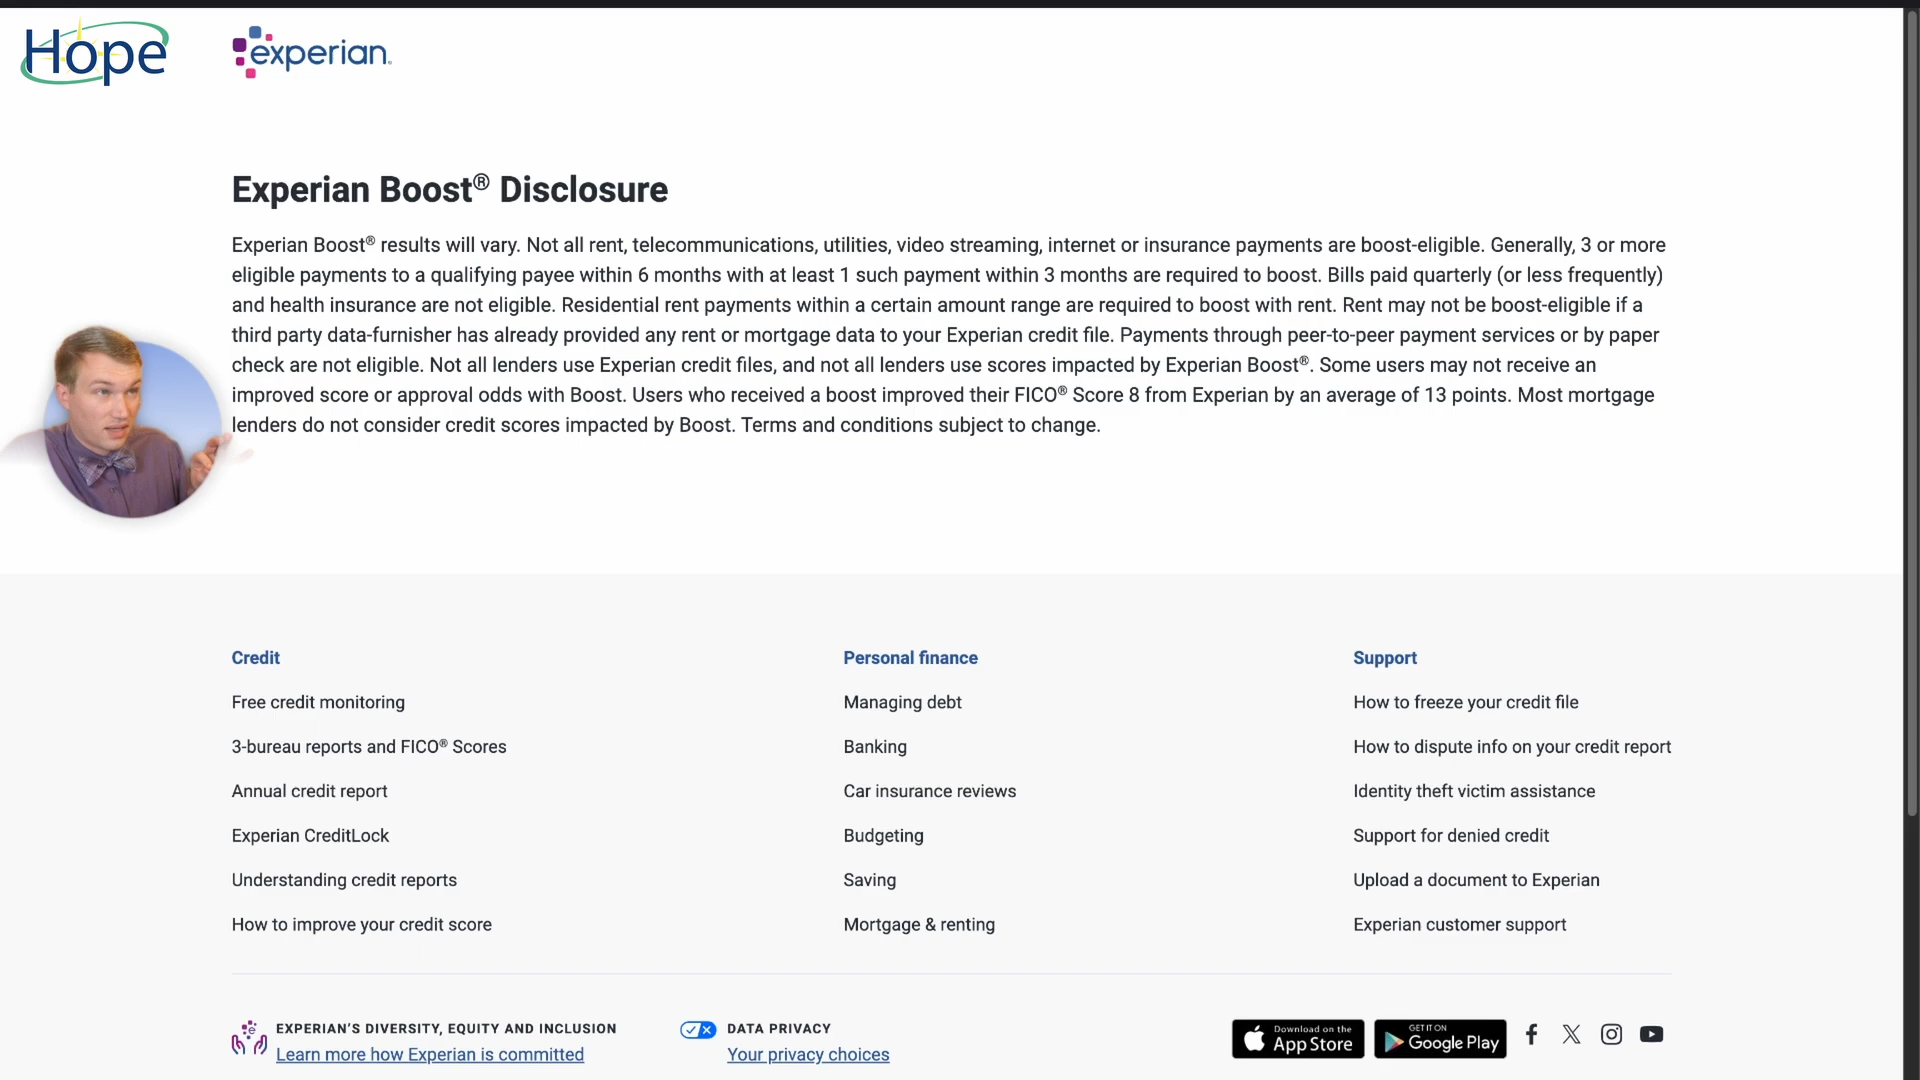 Hope
experian.
Experian Boost® Disclosure
Experian Boost® results will vary. Not all rent, telecommunications, utilities, video streaming, internet or insurance payments are boost-eligible. Generally, 3 or more
eligible payments to a qualifying payee within 6 months with at least 1 such payment within 3 months are required to boost. Bills paid quarterly (or less frequently)
and health insurance are not eligible. Residential rent payments within a certain amount range are required to boost with rent. Rent may not be boost-eligible if a
third party data-furnisher has already provided any rent or mortgage data to your Experian credit file. Payments through peer-to-peer payment services or by paper
check are not eligible. Not all lenders use Experian credit files, and not all lenders use scores impacted by Experian Boost®. Some users may not receive an
improved score or approval odds with Boost. Users who received a boost improved their FICO® Score 8 from Experian by an average of 13 points. Most mortgage
lenders do not consider credit scores impacted by Boost. Terms and conditions subject to change.
Credit
Free credit monitoring
3-bureau reports and FICO® Scores
Annual credit report
Experian CreditLock
Understanding credit reports
How to improve your credit score
Personal finance
Managing debt
Banking
Car insurance reviews
Budgeting
Saving
Mortgage & renting
Support
How to freeze your credit file
How to dispute info on your credit report
Identity theft victim assistance
Support for denied credit
Upload a document to Experian
Experian customer support
EXPERIAN'S DIVERSITY, EQUITY AND INCLUSION
Learn more how Experian is committed
DATA PRIVACY
Your privacy choices
Download on the
App Store
GET IT ON
Google Play